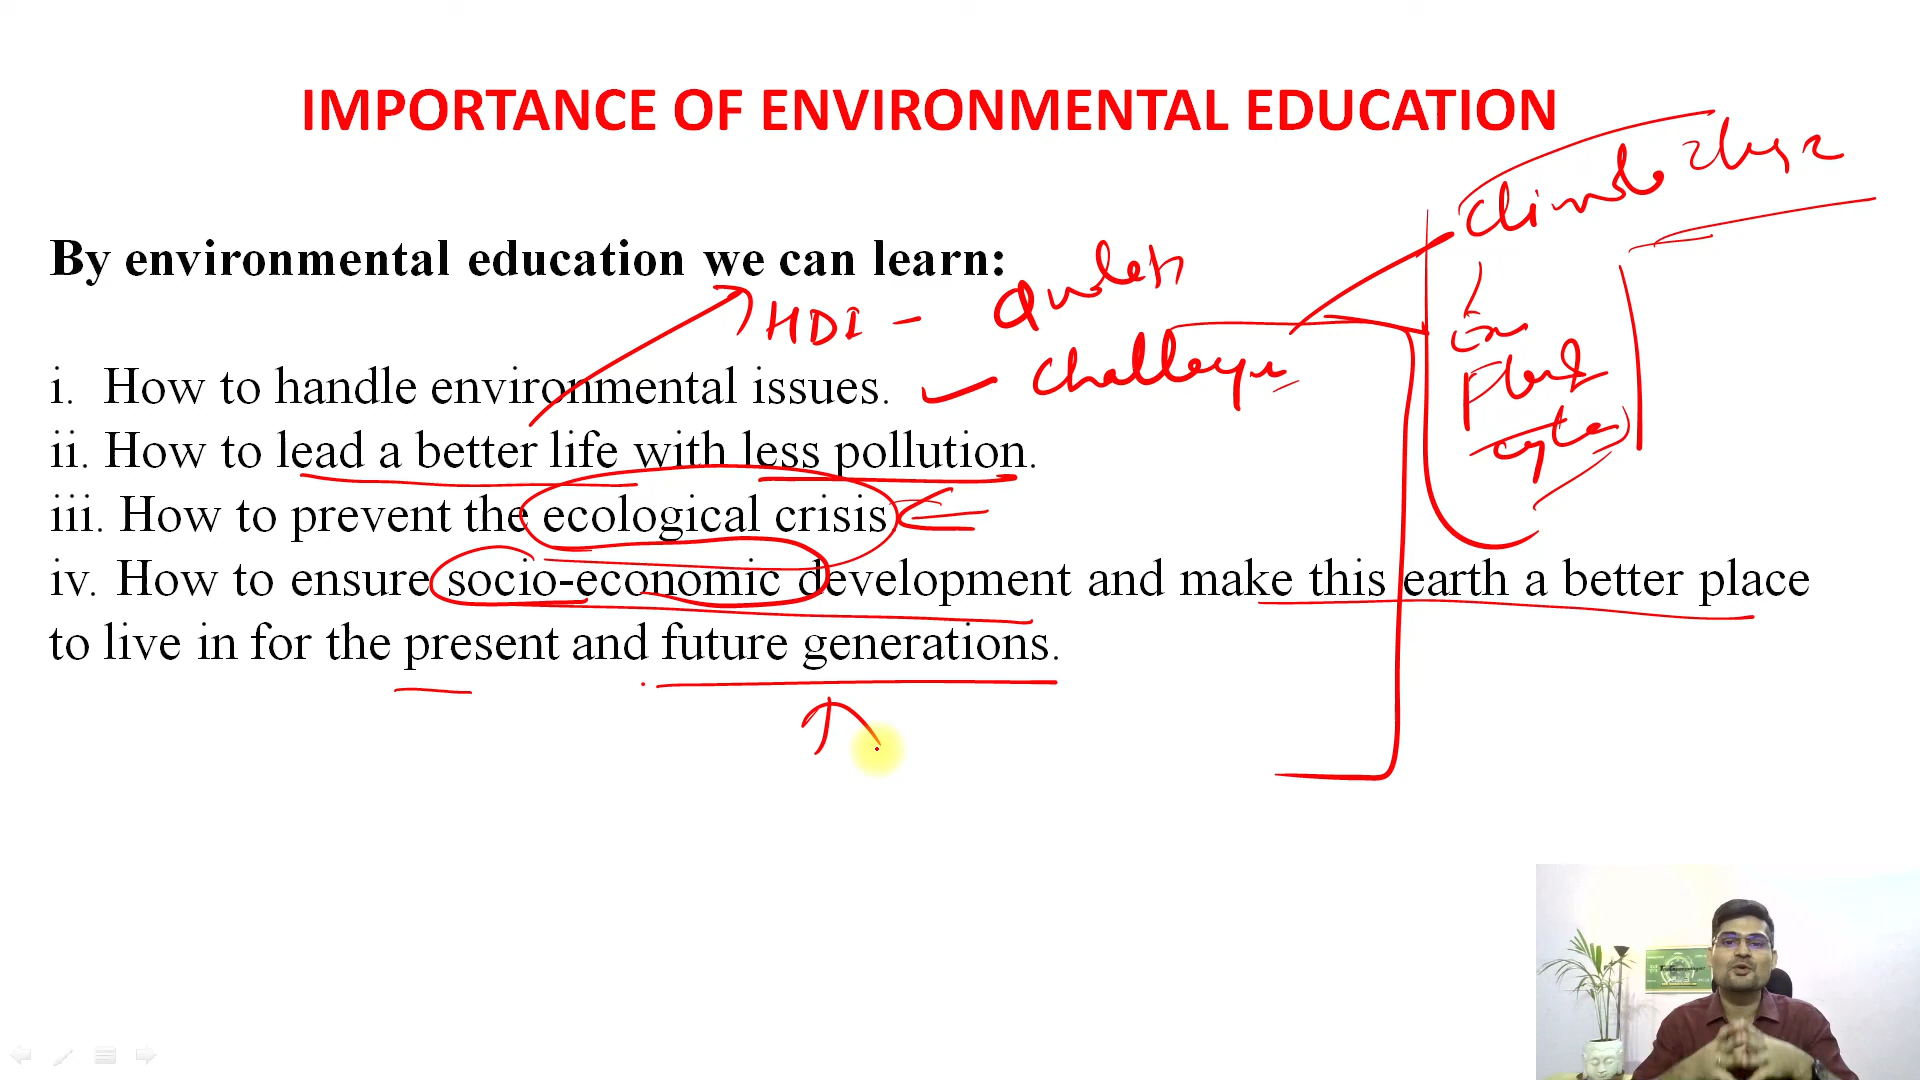 IMPORTANCE OF ENVIRONMENTAL EDUCATION
By environmental education we can learn:
HDI -
i. How to handle environmental issues.
ii. How to lead a better life with less pollution.
iii. How to prevent the ecological crisis
iv. How to ensure socio-economic development and make this earth a better place
to live in for the present and future generations.